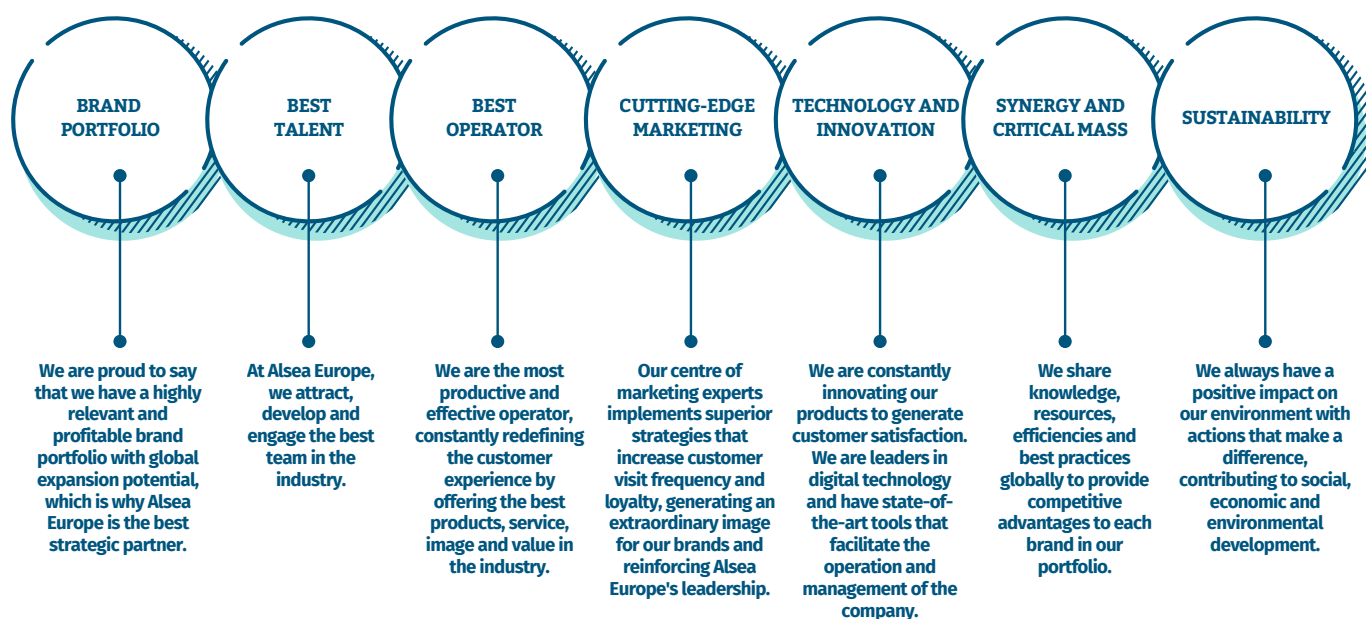 BRAND
PORTFOLIO
BEST
TALENT
BEST
OPERATOR
CUTTING-EDGE
MARKETING
TECHNOLOGY AND
INNOVATION
SYNERGY AND
CRITICAL MASS
SUSTAINABILITY
We are proud to say
that we have a highly
relevant and
profitable brand
portfolio with global
expansion potential,
which is why Alsea
Europe is the best
strategic partner.
At Alsea Europe,
we attract,
develop and
engage the best
team in the
industry.
We are the most
productive and
effective operator,
constantly redefining
the customer
experience by
offering the best
products, service,
image and value in
the industry.
Our centre of
marketing experts
implements superior
strategies that
increase customer
visit frequency and
loyalty, generating an
extraordinary image
for our brands and
reinforcing Alsea
Europe's leadership.
We are constantly
innovating our
products to generate
customer satisfaction.
We are leaders in
digital technology
and have state-of-
the-art tools that
facilitate the
operation and
management of the
company.
We share
knowledge,
resources,
efficiencies and
best practices
globally to provide
competitive
advantages to each
brand in our
portfolio.
We always have a
positive impact on
our environment with
actions that make a
difference,
contributing to social,
economic and
environmental
development.